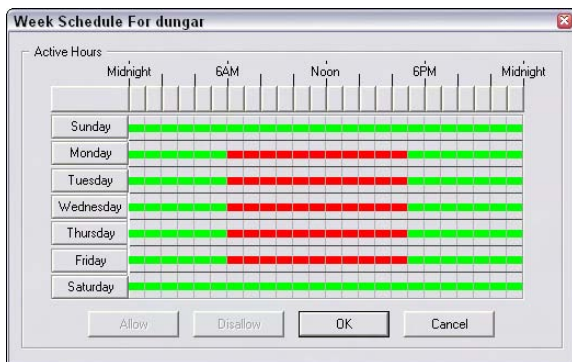 Week Schedule For dungar
Active Hours
Midnight 6AM Noon 6PM Midnight
Sunday
Monday
Tuesday
Wednesday
Thursday
Friday
Saturday
Allow Disallow OK Cancel